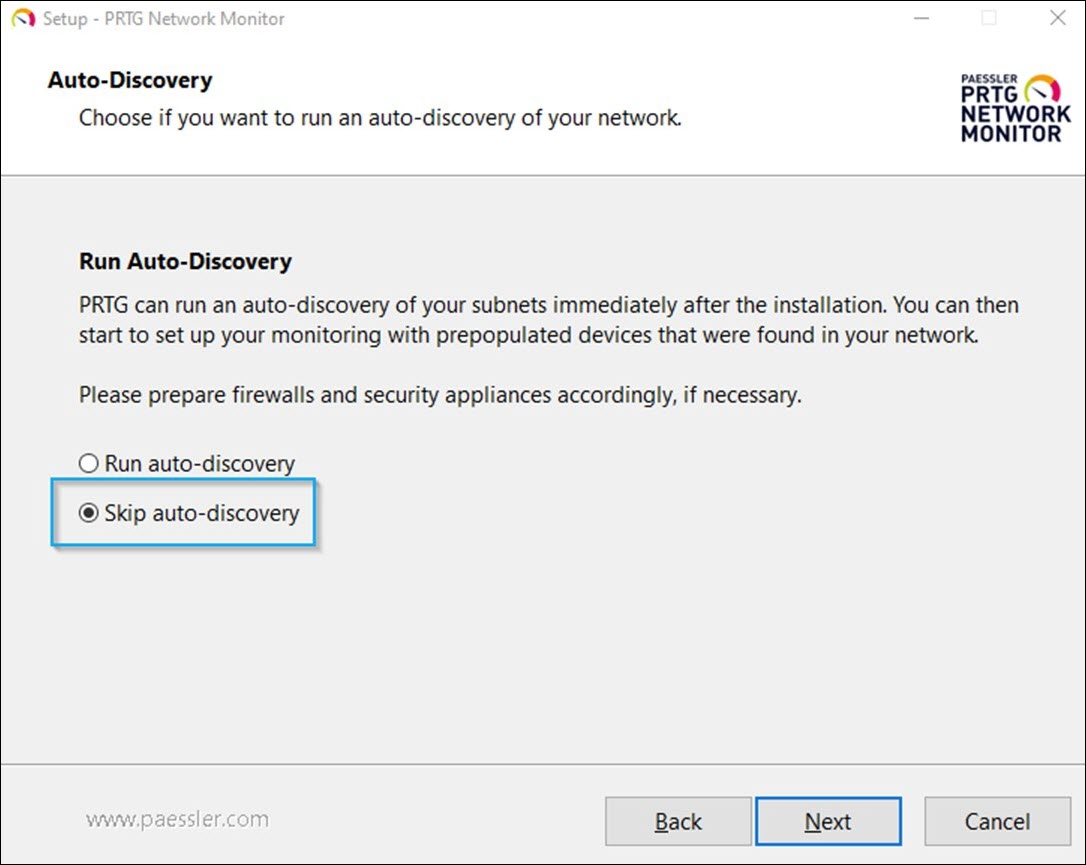 Setup - PRTG Network Monitor
Auto-Discovery
Choose if you want to run an auto-discovery of your network.
PAESSLER
PRTG
NETWORK
MONITOR
Run Auto-Discovery
PRTG can run an auto-discovery of your subnets immediately after the installation. You can then
start to set up your monitoring with prepopulated devices that were found in your network.
Please prepare firewalls and security appliances accordingly, if necessary.
Run auto-discovery
Skip auto-discovery
www.paessler.com
Back
Next
Cancel